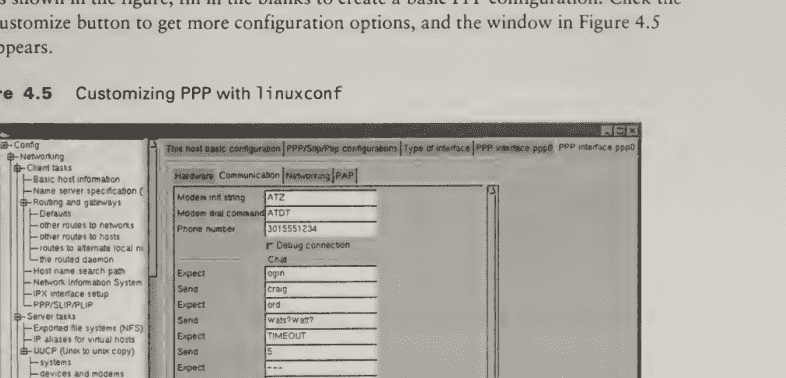 shown in the figure, fill in the blanks to create a basic PPP configuration. Click the
ustomize button to get more configuration options, and the window in Figure 4.5
ppears.
re 4.5 Customizing PPP with linuxconf
Config
Networking
Client tasks
Basic host information
Name server specification (
Routing and gateways
Defaults
other routes to networks
other routes to hosts
routes to alternate local n
the routed daemon
Host name search path
Network Information System
IPX interface setup
PPP/SLIP/PLIP
Server tasks
Exported file systems (NFS)
IP aliases for virtual hosts
UUCP (Unix to unix copy)
systems
devices and modems
This host basic configuration PPP/Slip/Plip configurations Type of interface PPP interface ppp0 PPP interface ppp0
Hardware Communication Networking PAP
Modem init string ATZ
Modem dial command ATDT
Phone number 3015551234
Debug connection
Chat
Expect ogin
Send craig
Expect ord
Send Wats?Watt?
Expect TIMEOUT
Send 5
Expect ---